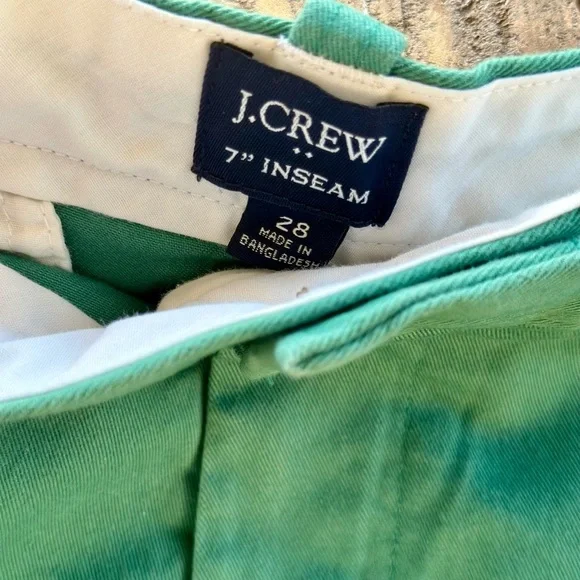 J.CREW
7" INSEAM
28
MADE IN
BANGLADESH